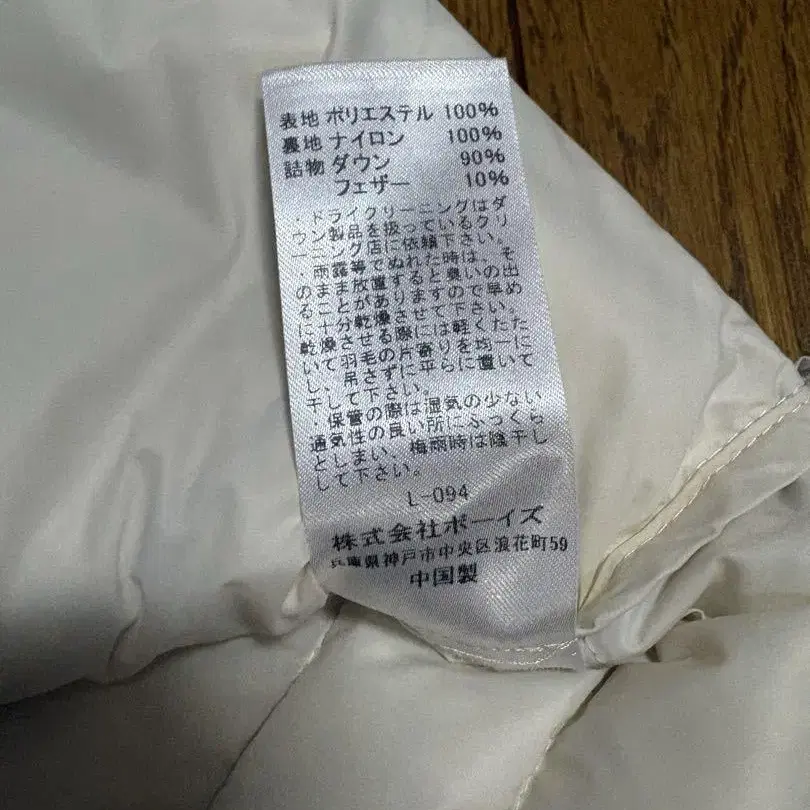 表地 ポリエステル 100%
裏地 ナイロン 100%
詰物 ダウン 90%
フェザー 10%
・ドライクリーニングはダ
ウン製品を扱っているクリ
ーニング店に依頼下さい。
・雨露等でぬれた時は、そ
のまま放置すると臭いの出
ることがありますので早め
に十分乾燥させて下さい。
乾燥させる際には軽くたた
いて羽毛の片寄りを均一に
し、吊さずに平らに置いて
干して下さい。
・保管の際は湿気の少ない
通気性の良い所にふっくら
としまい、梅雨時は陰干し
して下さい。
L-094
株式会社ボーイズ
兵庫県神戸市中央区浪花町59
中国製